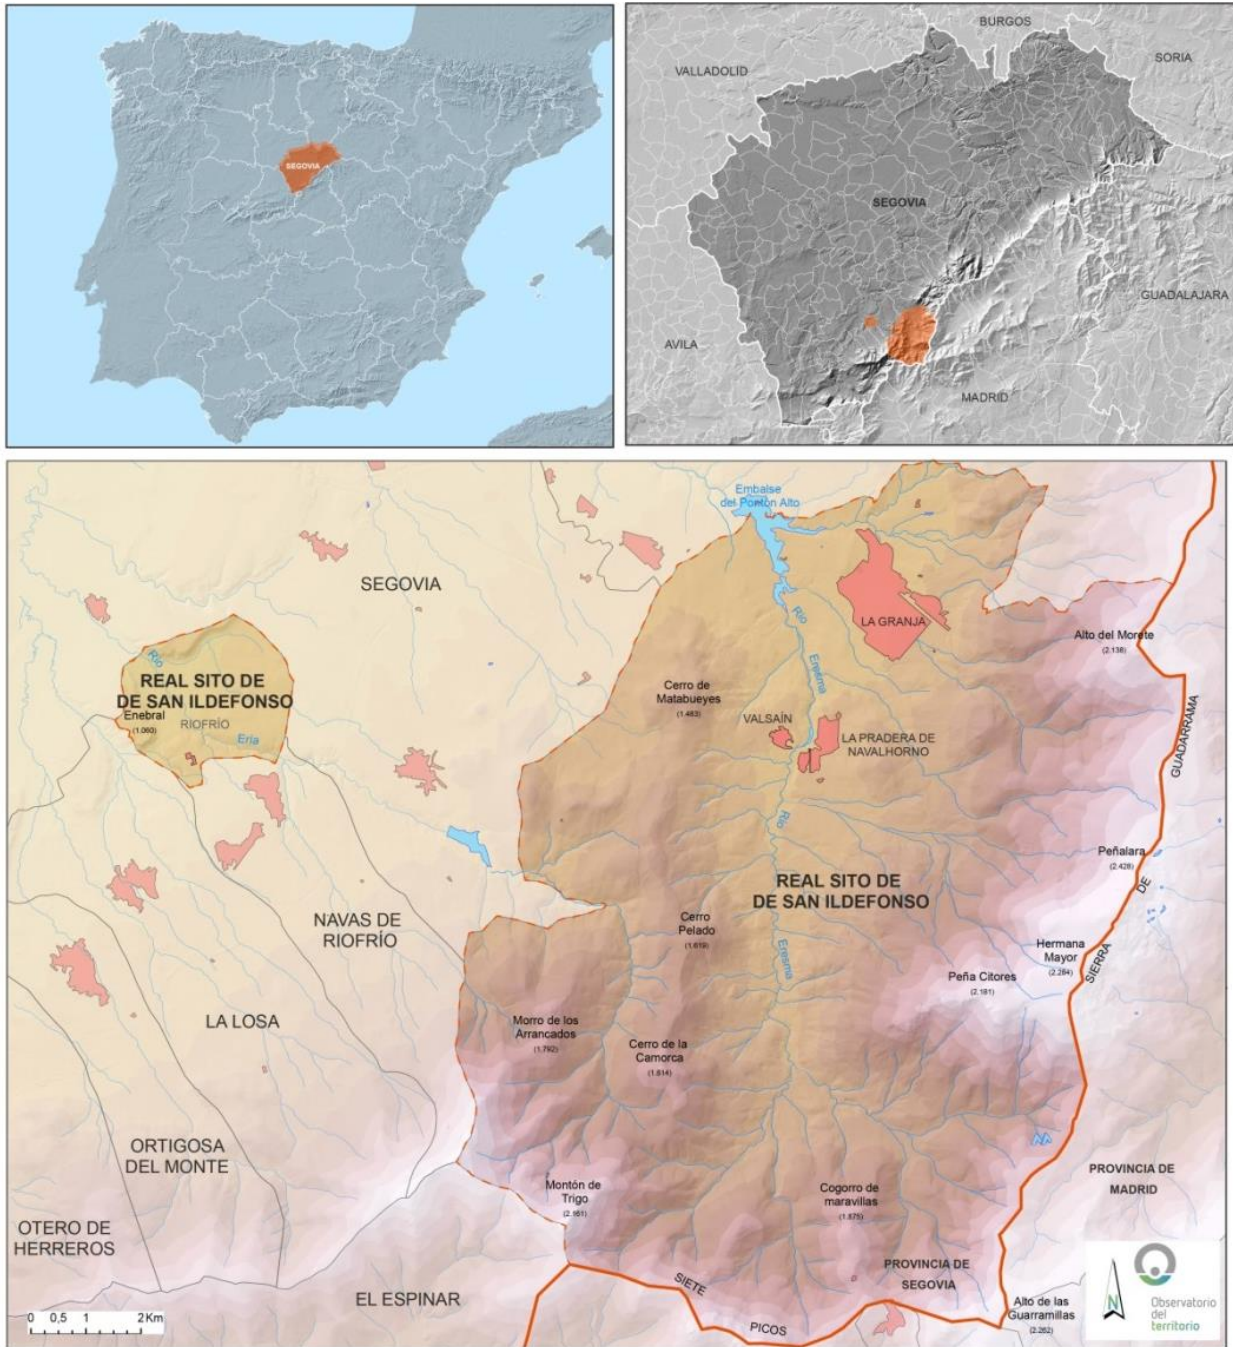 SEGOVIA
BURGOS
VALLADOLID
SORIA
SEGOVIA
GUADALAJARA
AVILA
MADRID
Embalse
del Pontón Alto
SEGOVIA
LA GRANJA
Río
Eresma
Alto del Morete
(2.138)
Río
REAL SITO DE
DE SAN ILDEFONSO
Enebral
(1.060)
RIOFRÍO
Eria
Cerro de
Matabueyes
(1.463)
VALSAÍN
LA PRADERA DE
NAVALHORNO
GUADARRAMA
Río
Peñalara
(2.428)
DE
REAL SITO DE
DE SAN ILDEFONSO
NAVAS DE
RIOFRÍO
Cerro
Pelado
(1.619)
Eresma
Hermana
Mayor
(2.284)
SIERRA
Peña Citores
(2.181)
LA LOSA
Morro de los
Arrancados
(1.792)
Cerro de la
Camorca
(1.814)
ORTIGOSA
DEL MONTE
PROVINCIA DE
MADRID
Montón de
Trigo
(2.161)
Cogorro de
maravillas
(1.875)
OTERO DE
HERREROS
PROVINCIA DE
SEGOVIA
SIETE
PICOS
EL ESPINAR
Alto de las
Guarramillas
(2.262)
0 0,5 1 2 Km
N
Observatorio
del
territorio